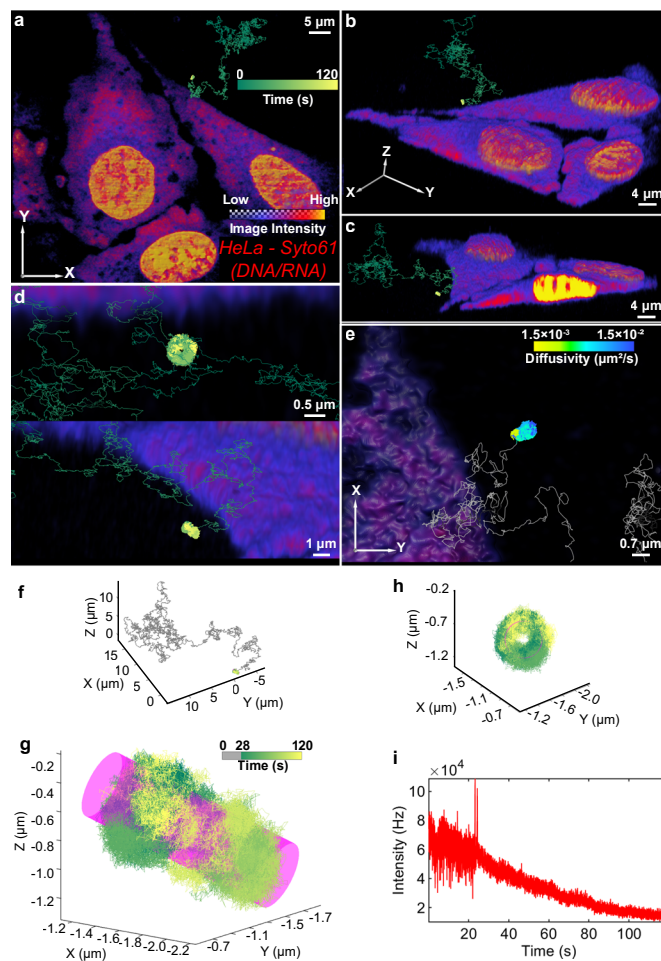 a
5 µm
0
120
Time (s)
Low
High
Image Intensity
HeLa - Syto61
(DNA/RNA)
Y
X
b
Z
X
Y
4 µm
c
4 µm
d
0.5 µm
1 µm
e
1.5×10⁻³
1.5×10⁻²
Diffusivity (µm²/s)
X
Y
0.7 µm
f
Z (µm)
10
5
0
X (µm)
15
10
5
0
10
5
0
-5
Y (µm)
g
0 28 120
Time (s)
Z (µm)
-0.2
-0.4
-0.6
-0.8
-1.0
-1.2
-1.2
-1.4
-1.6
-1.8
-2.0
-2.2
X (µm)
-0.7
-1.1
-1.5
-1.7
Y (µm)
h
Z (µm)
-0.2
-0.7
-1.2
X (µm)
-1.5
-1.1
-0.7
-1.2
-1.6
-2.0
Y (µm)
i
×10⁴
Intensity (Hz)
10
8
6
4
2
0 20 40 60 80 100
Time (s)